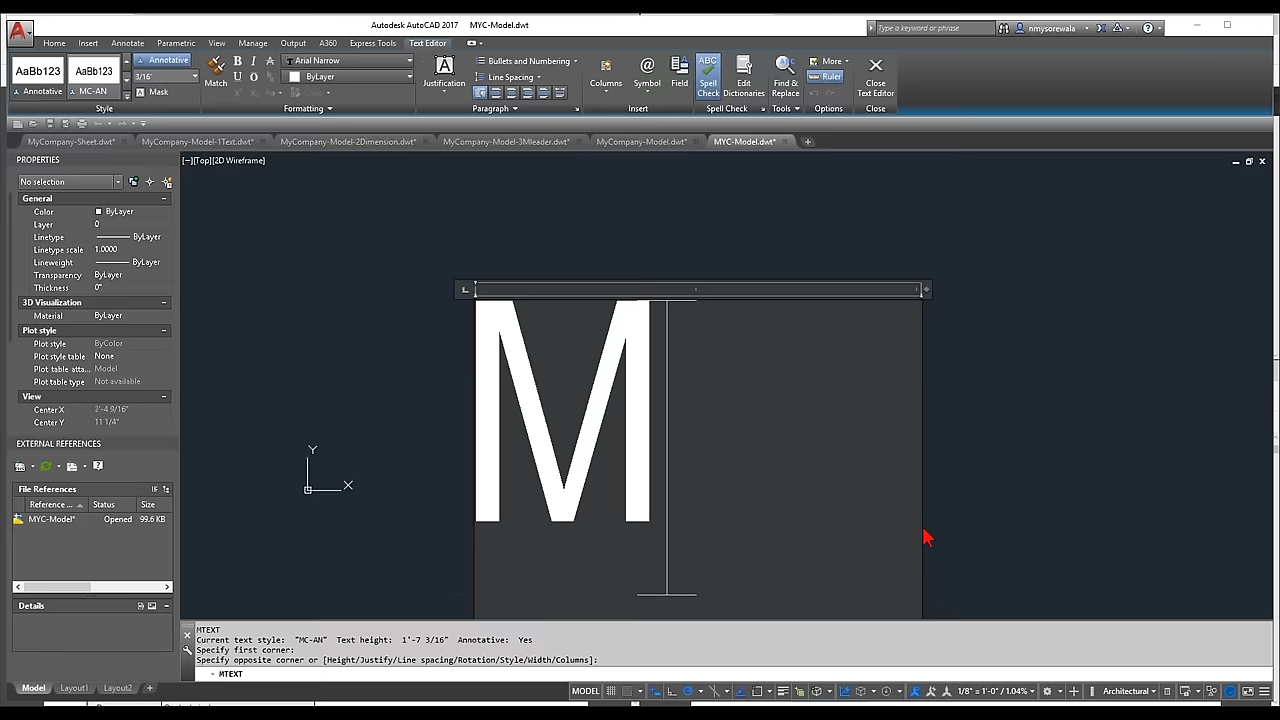 Autodesk AutoCAD 2017 MYC-Model.dwt
Type a keyword or phrase
nmysorewala
Home Insert Annotate Parametric View Manage Output A360 Express Tools Text Editor
AaBb123 AaBb123 Annotative
Annotative MC-AN 3/16"
Mask
Style
Match
B I A Arial Narrow
U O ByLayer
Formatting
Justification
Bullets and Numbering
Line Spacing
Paragraph
Columns Symbol Field
Insert
ABC
Spell Check
Edit Dictionaries
Spell Check
Find & Replace
Tools
More
Ruler
Options
Close Text Editor
Close
MyCompany-Sheet.dwt* MyCompany-Model-1Text.dwt* MyCompany-Model-2Dimension.dwt* MyCompany-Model-3Mleader.dwt* MyCompany-Model.dwt* MYC-Model.dwt*
PROPERTIES
[−][Top][2D Wireframe]
No selection
General
Color ByLayer
Layer 0
Linetype ByLayer
Linetype scale 1.0000
Lineweight ByLayer
Transparency ByLayer
Thickness 0"
3D Visualization
Material ByLayer
Plot style
Plot style ByColor
Plot style table None
Plot table atta... Model
Plot table type Not available
View
Center X 2'-4 9/16"
Center Y 11 1/4"
M
Y
X
EXTERNAL REFERENCES
File References
Reference ... Status Size
MYC-Model* Opened 99.6 KB
Details
MTEXT
Current text style: "MC-AN" Text height: 1'-7 3/16" Annotative: Yes
Specify first corner:
Specify opposite corner or [Height/Justify/Line spacing/Rotation/Style/Width/Columns]:
- MTEXT
Model Layout1 Layout2 +
MODEL 1/8" = 1'-0" / 1.04% Architectural